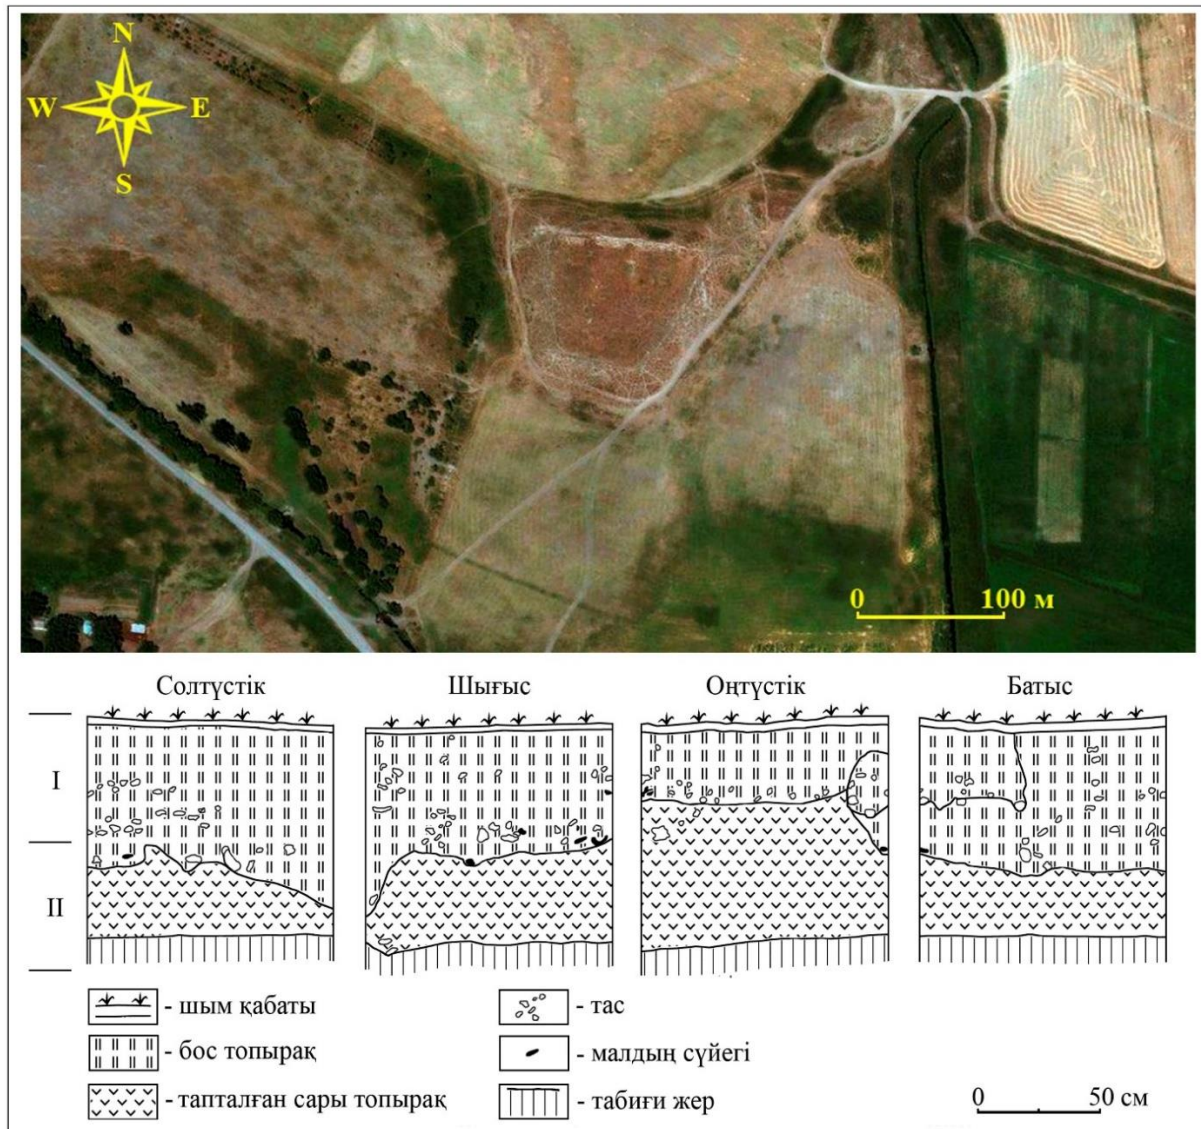 N
W E
S
0 100 м
Солтүстік Шығыс Оңтүстік Батыс
I
II
- шым қабаты - тас
- бос топырақ - малдың сүйегі
- тапталған сары топырақ - табиғи жер
0 50 см